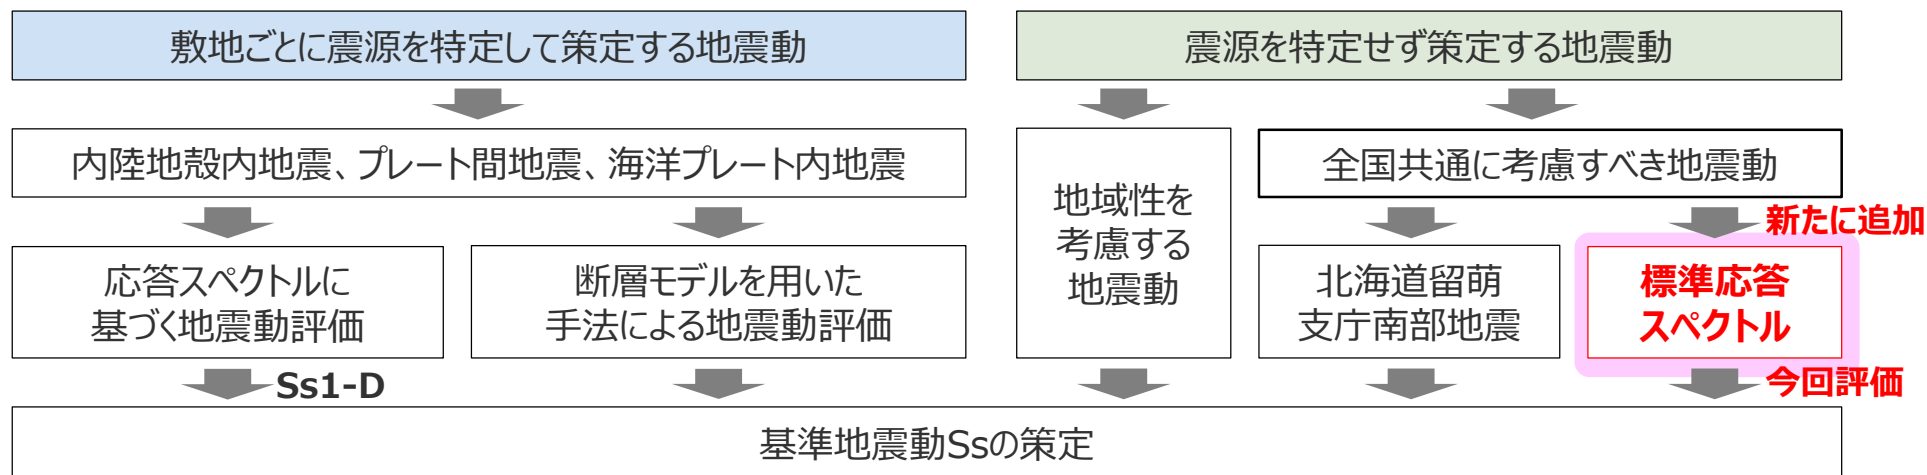 敷地ごとに震源を特定して策定する地震動
震源を特定せず策定する地震動
内陸地殻内地震、プレート間地震、海洋プレート内地震
地域性を
考慮する
地震動
全国共通に考慮すべき地震動
新たに追加
応答スペクトルに
基づく地震動評価
断層モデルを用いた
手法による地震動評価
北海道留萌
支庁南部地震
標準応答
スペクトル
Ss1-D
今回評価
基準地震動Ssの策定